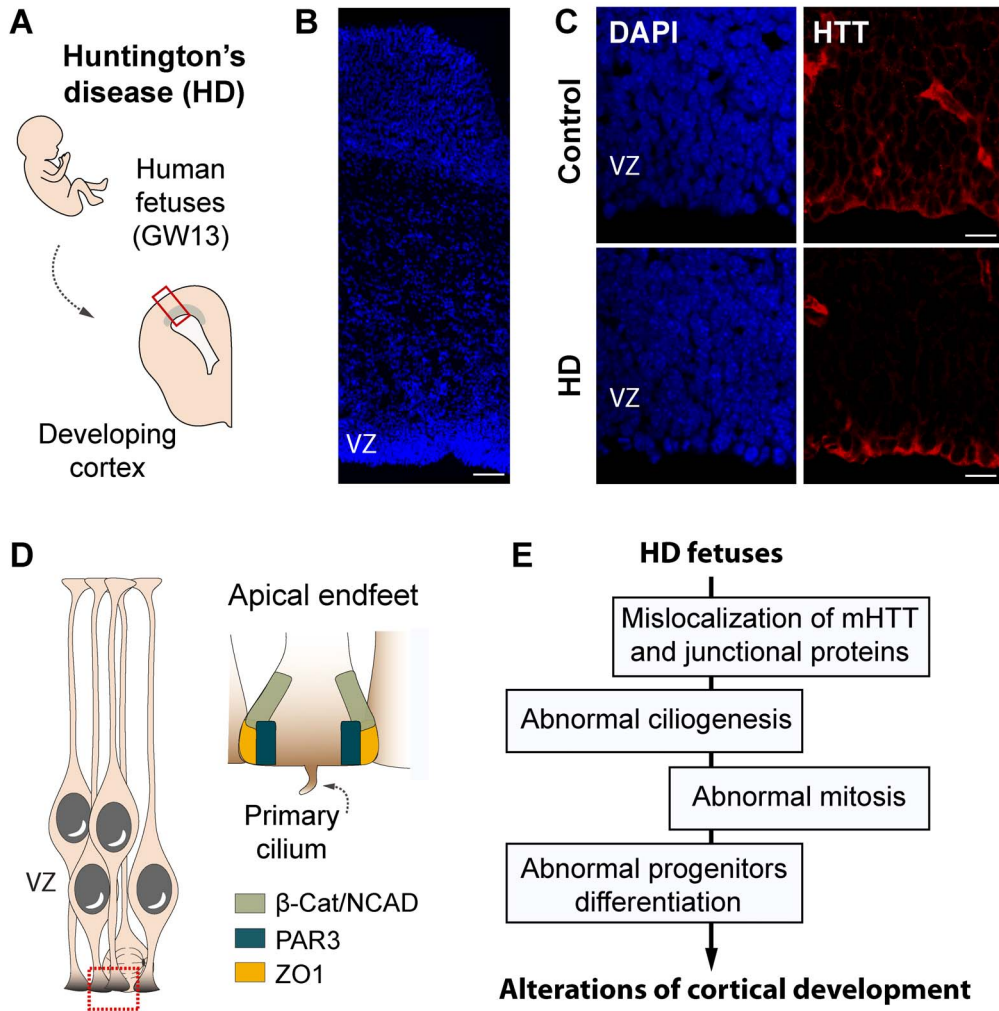 A
Huntington's
disease (HD)
Human
fetuses
(GW13)
Developing
cortex
B
VZ
C
DAPI
HTT
Control
VZ
HD
VZ
D
Apical endfeet
Primary
cilium
VZ
β-Cat/NCAD
PAR3
ZO1
E
HD fetuses
Mislocalization of mHTT
and junctional proteins
Abnormal ciliogenesis
Abnormal mitosis
Abnormal progenitors
differentiation
Alterations of cortical development